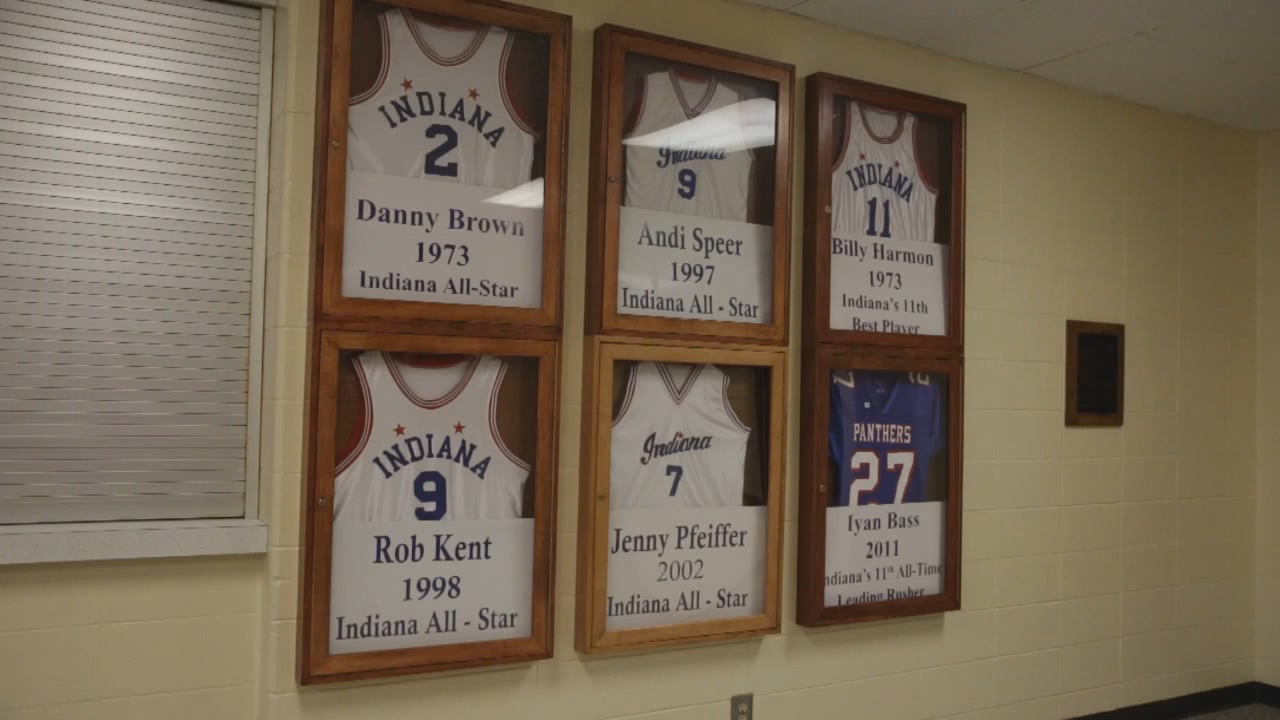 INDIANA
2
Danny Brown
1973
Indiana All-Star
Indiana
9
Andi Speer
1997
Indiana All - Star
INDIANA
11
Billy Harmon
1973
Indiana's 11th
Best Player
INDIANA
9
Rob Kent
1998
Indiana All - Star
Indiana
7
Jenny Pfeiffer
2002
Indiana All - Star
PANTHERS
27
Iyan Bass
2011
ndiana's 11th All-Time
Leading Rusher